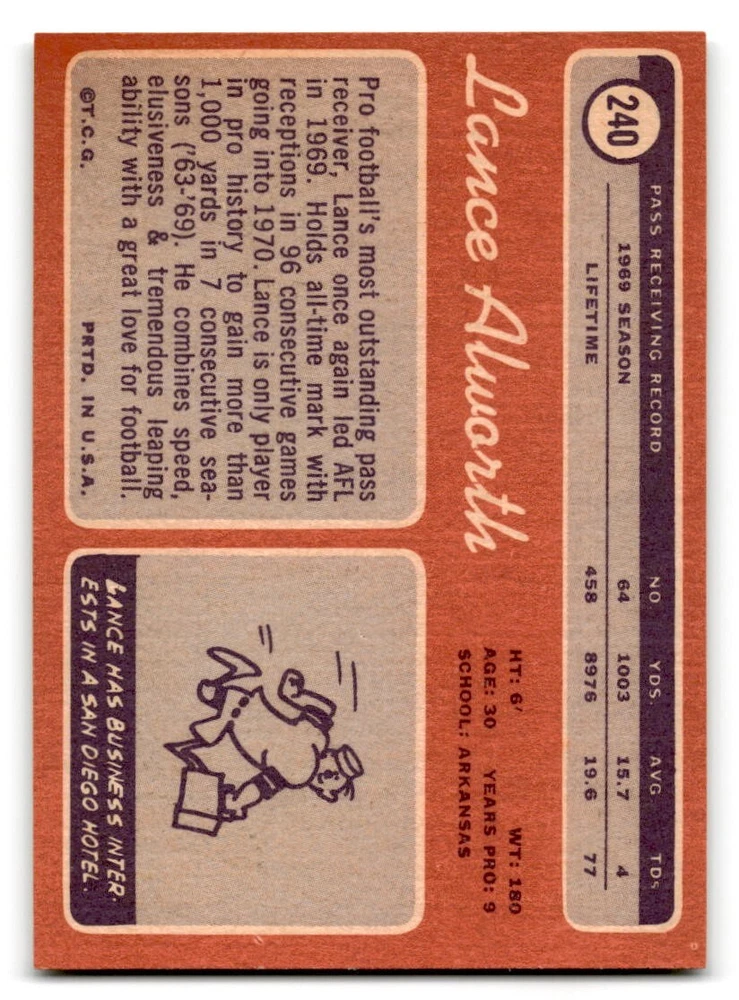 240
PASS RECEIVING RECORD NO YDS. AVG TDs
1969 SEASON 64 1003 15.7 4
LIFETIME 458 8976 19.6 77
Lance Alworth
HT: 6' WT: 180
AGE: 30 YEARS PRO: 9
SCHOOL: ARKANSAS
Pro football's most outstanding pass
receiver, Lance once again led AFL
in 1969. Holds all-time mark with
receptions in 96 consecutive games
going into 1970. Lance is only player
in pro history to gain more than
1,000 yards in 7 consecutive sea-
sons ('63-'69). He combines speed,
elusiveness & tremendous leaping
ability with a great love for football.
©T.C.G. PRTD. IN U.S.A.
LANCE HAS BUSINESS INTER-
ESTS IN A SAN DIEGO HOTEL.